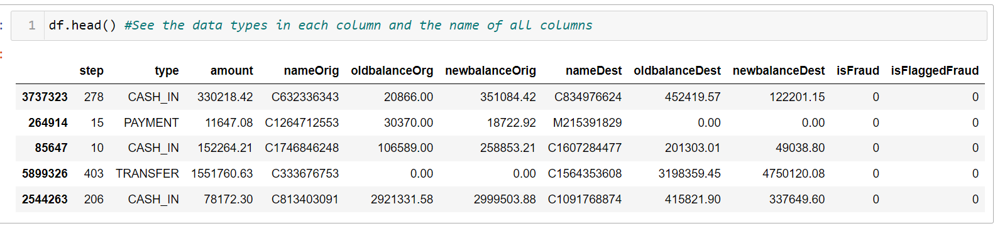 1 df.head() #See the data types in each column and the name of all columns
step type amount nameOrig oldbalanceOrg newbalanceOrig nameDest oldbalanceDest newbalanceDest isFraud isFlaggedFraud
3737323 278 CASH_IN 330218.42 C632336343 20866.00 351084.42 C834976624 452419.57 122201.15 0 0
264914 15 PAYMENT 11647.08 C1264712553 30370.00 18722.92 M215391829 0.00 0.00 0 0
85647 10 CASH_IN 152264.21 C1746846248 106589.00 258853.21 C1607284477 201303.01 49038.80 0 0
5899326 403 TRANSFER 1551760.63 C333676753 0.00 0.00 C1564353608 3198359.45 4750120.08 0 0
2544263 206 CASH_IN 78172.30 C813403091 2921331.58 2999503.88 C1091768874 415821.90 337649.60 0 0